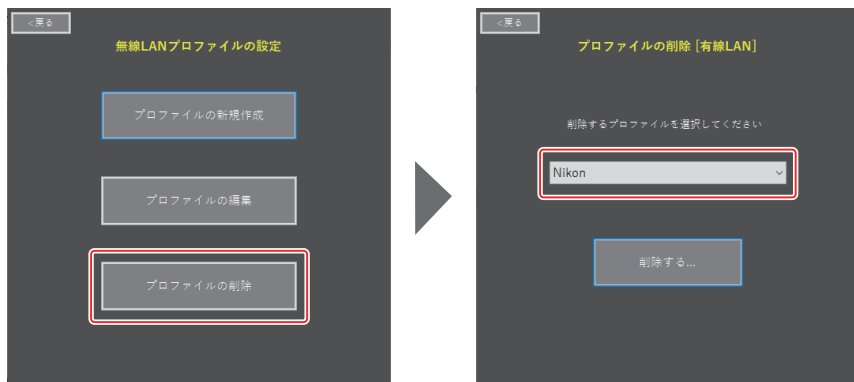 <戻る
無線LANプロファイルの設定
プロファイルの新規作成
プロファイルの編集
プロファイルの削除
<戻る
プロファイルの削除 [有線LAN]
削除するプロファイルを選択してください
Nikon
削除する...